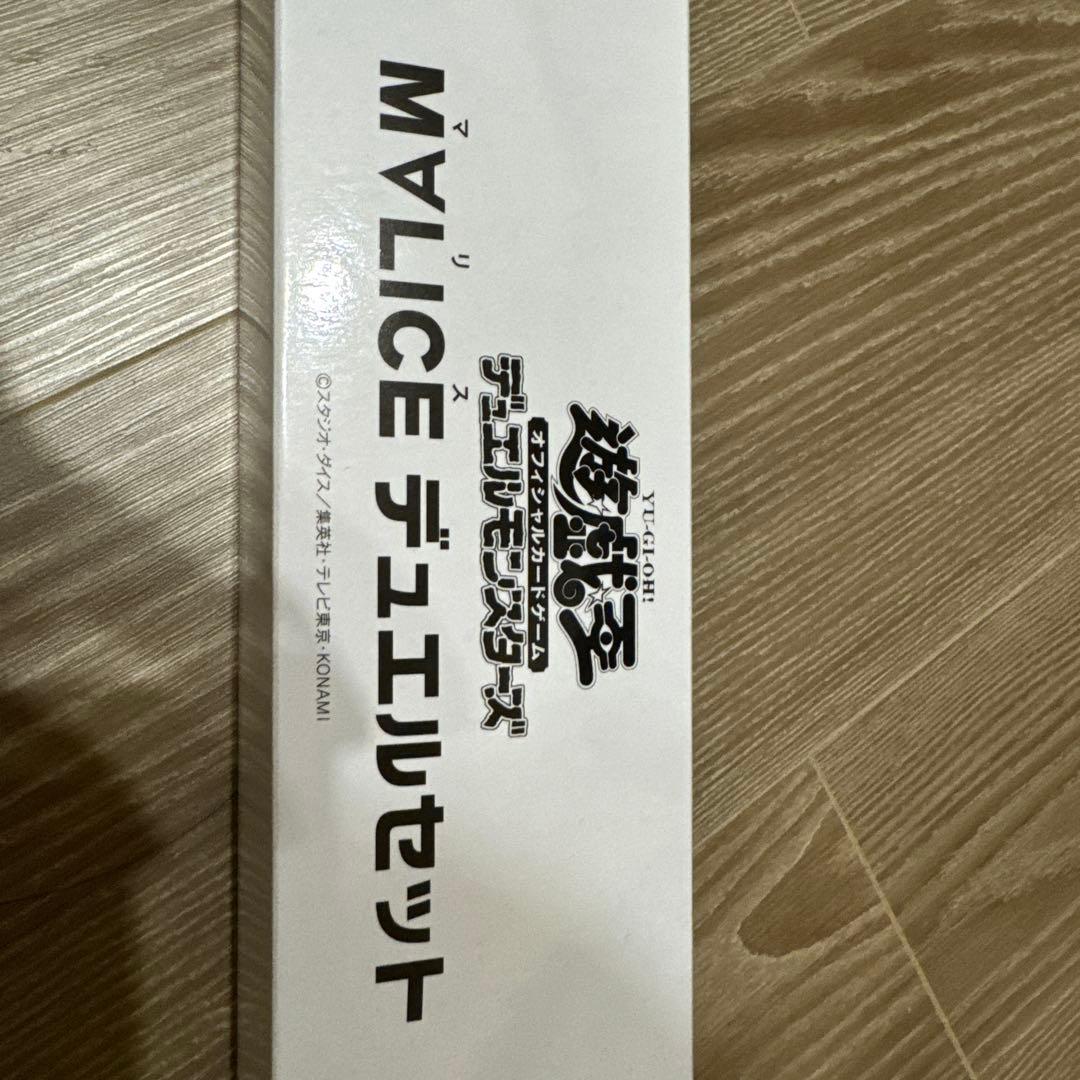 YU-GI-OH!
遊戯王
オフィシャルカードゲーム
デュエルモンスターズ
マリス
MALICE デュエルセット
©スタジオ・ダイス/集英社・テレビ東京・KONAMI